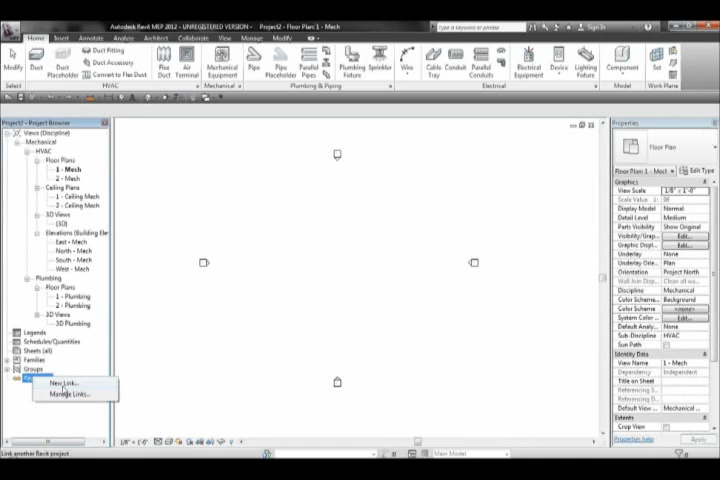 Autodesk Revit MEP 2012 - UNREGISTERED VERSION - Project2 - Floor Plan: 1 - Mech
Type a keyword or phrase
Sign In
Home Insert Annotate Analyze Architect Collaborate View Manage Modify
Modify
Duct
Duct Placeholder
Duct Fitting
Duct Accessory
Convert to Flex Duct
Flex Duct
Air Terminal
Mechanical Equipment
Pipe
Pipe Placeholder
Parallel Pipes
Plumbing Fixture
Sprinkler
Wire
Cable Tray
Conduit
Parallel Conduits
Electrical Equipment
Device
Lighting Fixture
Component
Set
Select HVAC Mechanical Plumbing & Piping Electrical Model Work Plane
Project2 - Project Browser
Views (Discipline)
Mechanical
HVAC
Floor Plans
1 - Mech
2 - Mech
Ceiling Plans
1 - Ceiling Mech
2 - Ceiling Mech
3D Views
{3D}
Elevations (Building Ele
East - Mech
North - Mech
South - Mech
West - Mech
Plumbing
Floor Plans
1 - Plumbing
2 - Plumbing
3D Views
3D Plumbing
Legends
Schedules/Quantities
Sheets (all)
Families
Groups
New Link...
Manage Links...
Properties
Floor Plan
Floor Plan: 1 - Mech Edit Type
Graphics
View Scale 1/8" = 1'-0"
Scale Value 1: 96
Display Model Normal
Detail Level Medium
Parts Visibility Show Original
Visibility/Grap... Edit...
Graphic Displ... Edit...
Underlay None
Underlay Orie... Plan
Orientation Project North
Wall Join Disp... Clean all wa...
Discipline Mechanical
Color Scheme... Background
Color Scheme <none>
System Color ... Edit...
Default Analy... None
Sub-Discipline HVAC
Sun Path
Identity Data
View Name 1 - Mech
Dependency Independent
Title on Sheet
Referencing S...
Referencing D...
Default View ... Mechanical ...
Extents
Crop View
Properties help Apply
1/8" = 1'-0"
Link another Revit project
Main Model
:0